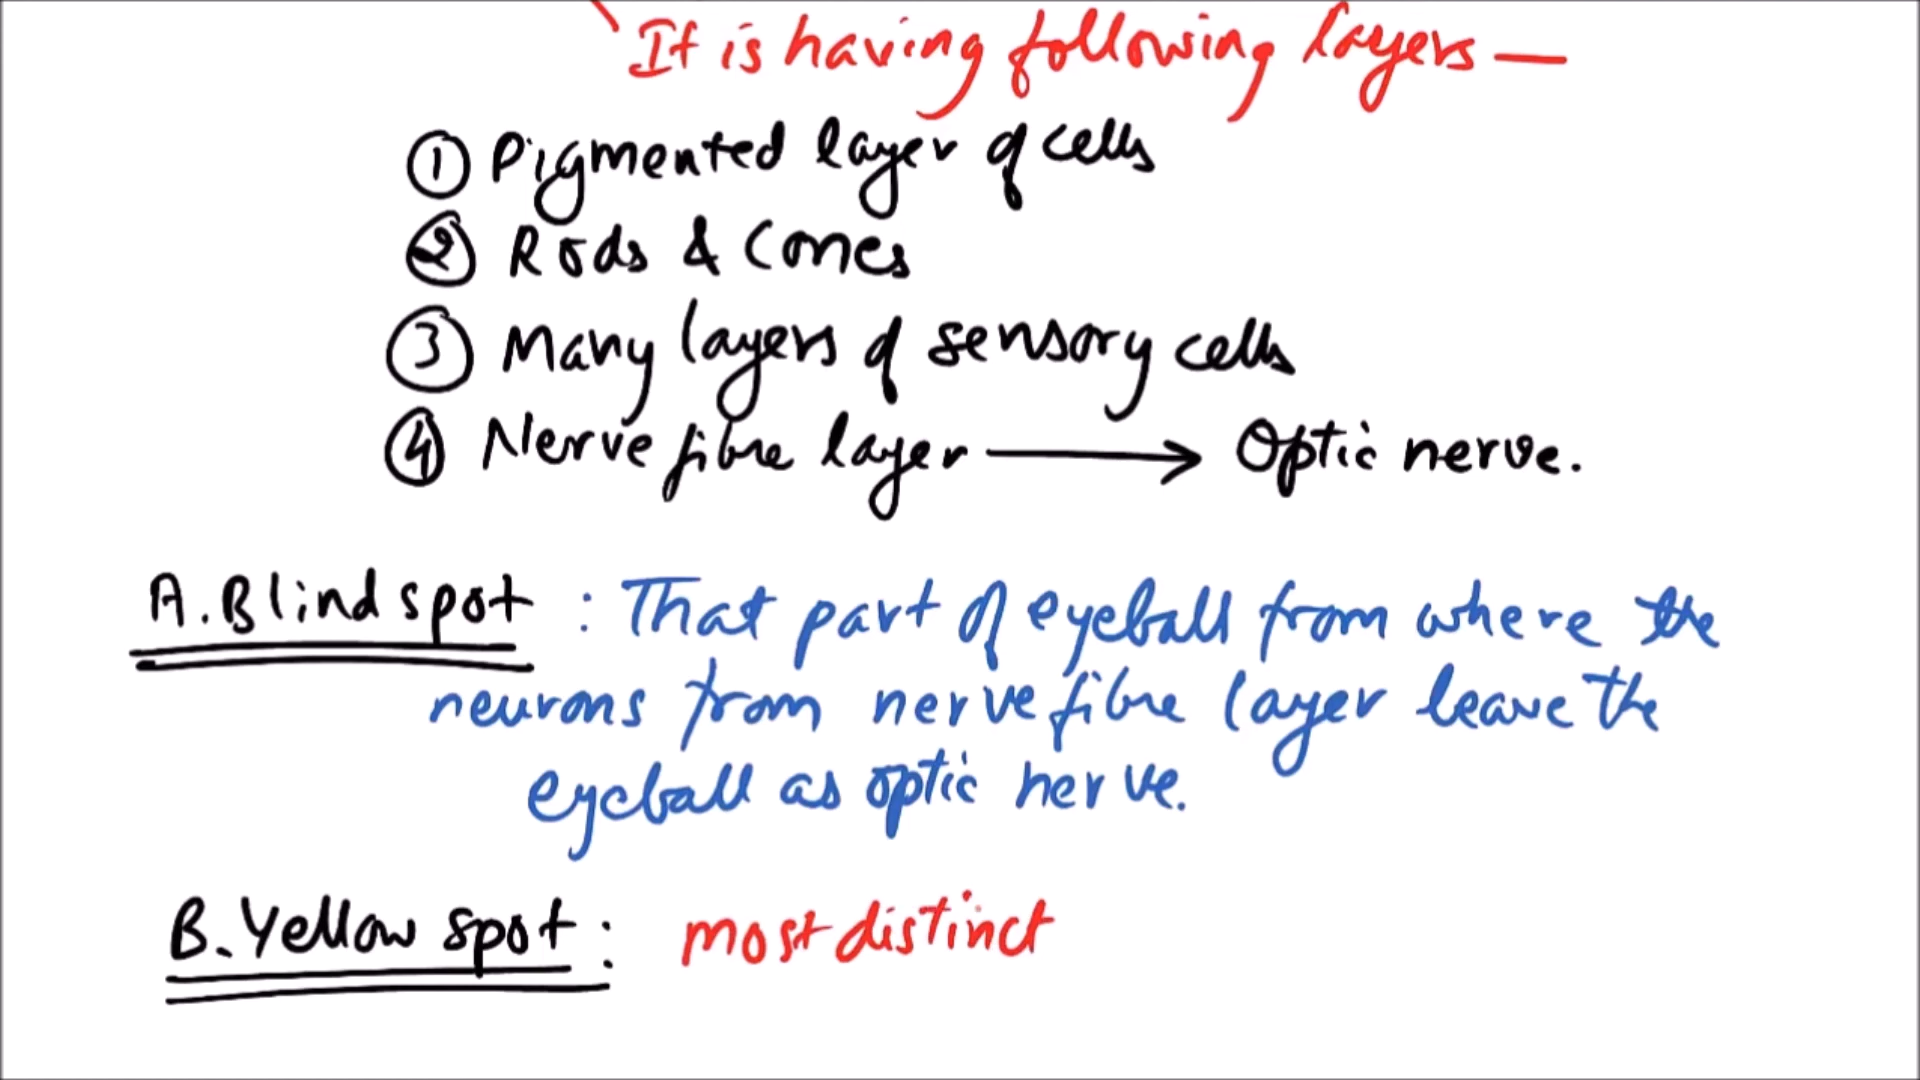 It is having following layers —
① Pigmented layer of cells
② Rods & Cones
③ Many layers of sensory cells
④ Nerve fibre layer ⟶ Optic nerve.
A. Blind spot : That part of eyeball from where the
neurons from nerve fibre layer leave the
eyeball as optic nerve.
B. Yellow spot : most distinct